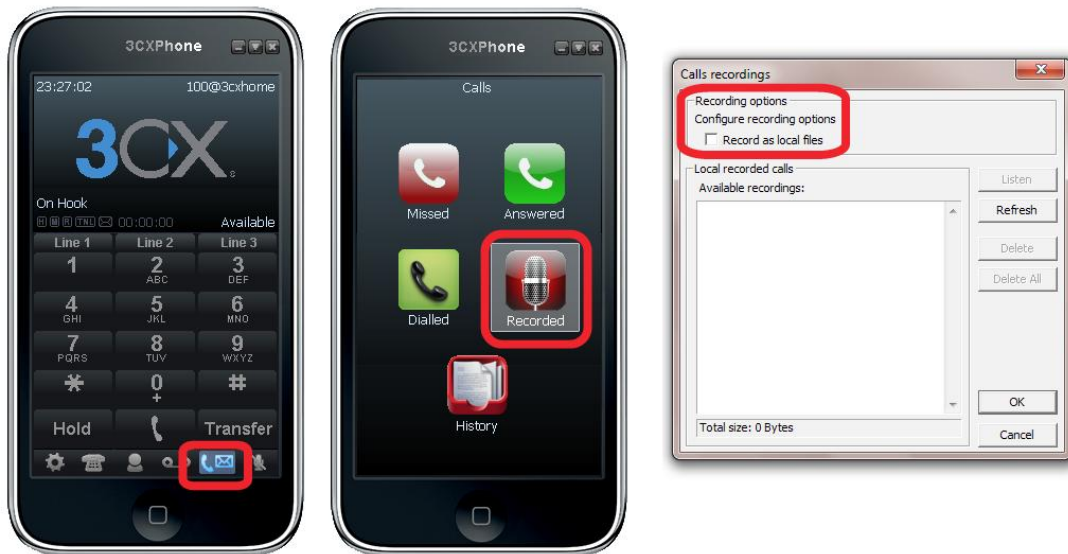 3CXPhone
23:27:02 100@3cxhome
3CX
On Hook
H M R TNL 00:00:00 Available
Line 1 Line 2 Line 3
1 2 3
ABC DEF
4 5 6
GHI JKL MNO
7 8 9
PQRS TUV WXYZ
* 0 #
+
Hold Transfer
3CXPhone
Calls
Missed Answered
Dialled Recorded
History
Calls recordings
Recording options
Configure recording options
Record as local files
Local recorded calls
Available recordings:
Total size: 0 Bytes
Listen
Refresh
Delete
Delete All
OK
Cancel